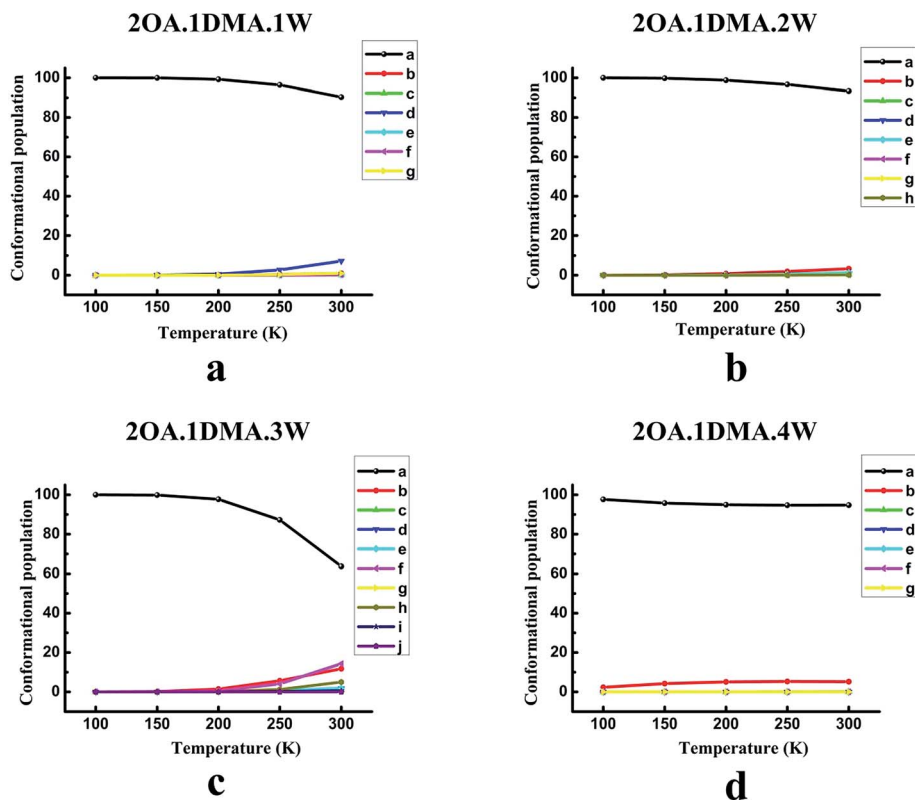 2OA.1DMA.1W
Conformational population
100
80
60
40
20
0
100 150 200 250 300
Temperature (K)
a
b
c
d
e
f
g
a
2OA.1DMA.2W
Conformational population
100
80
60
40
20
0
100 150 200 250 300
Temperature (K)
a
b
c
d
e
f
g
h
b
2OA.1DMA.3W
Conformational population
100
80
60
40
20
0
100 150 200 250 300
Temperature (K)
a
b
c
d
e
f
g
h
i
j
c
2OA.1DMA.4W
Conformational population
100
80
60
40
20
0
100 150 200 250 300
Temperature (K)
a
b
c
d
e
f
g
d